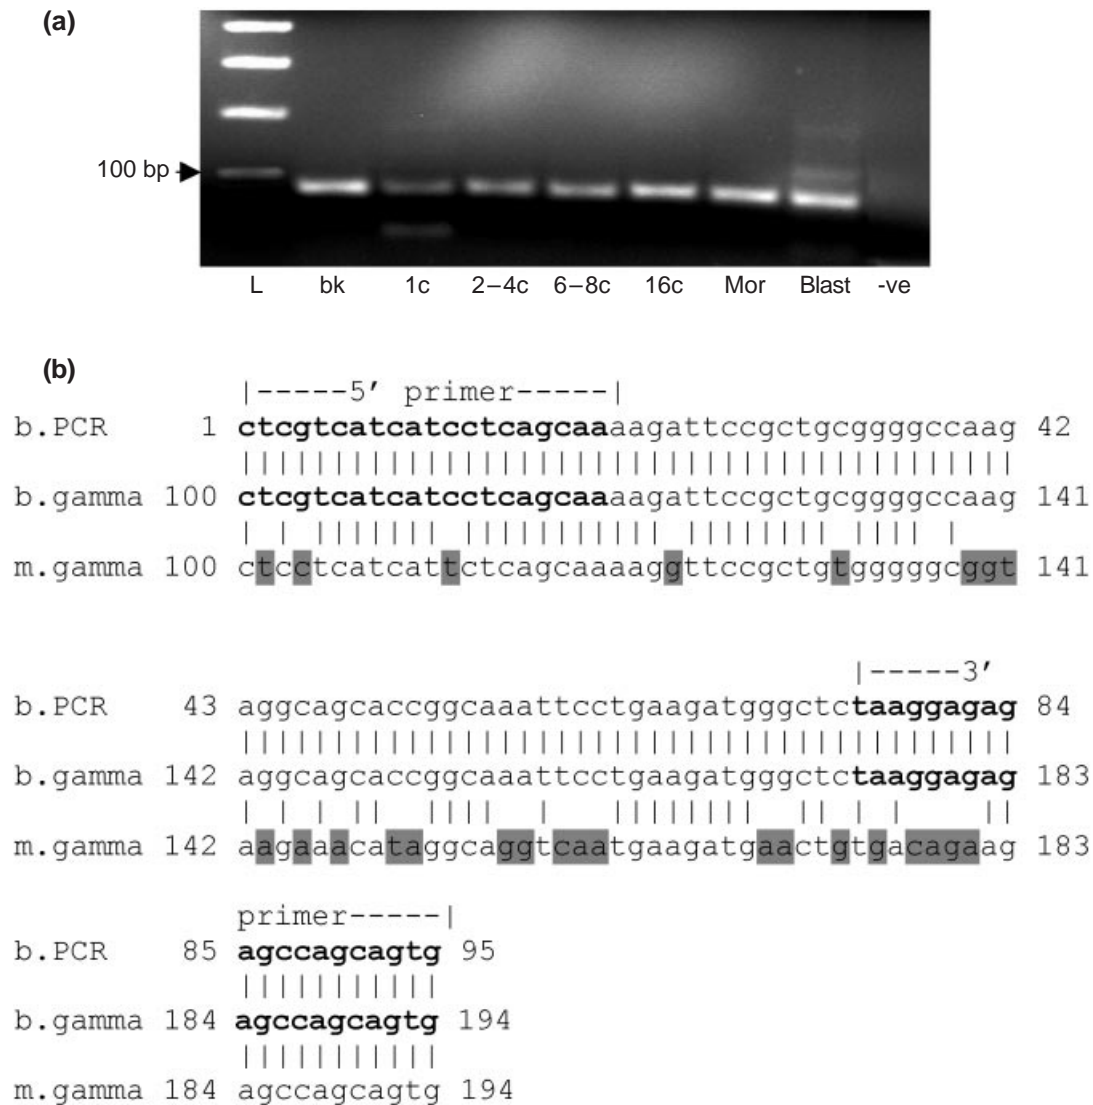 (a)
100 bp
L bk 1c 2–4c 6–8c 16c Mor Blast -ve
(b)
|-----5’ primer-----|
b.PCR 1 ctcgtcatcatcctcagcaaaagattccgctgcggggccaag 42
||||||||||||||||||||||||||||||||||||||||||
b.gamma 100 ctcgtcatcatcctcagcaaaagattccgctgcggggccaag 141
| | ||||||| ||||||||||| |||||||| |||| |
m.gamma 100 ctcctcatcattctcagcaaaaggttccgctgtgggggcggt 141
|-----3’
b.PCR 43 aggcagcaccggcaaattcctgaagatgggctctaaggagag 84
||||||||||||||||||||||||||||||||||||||||||
b.gamma 142 aggcagcaccggcaaattcctgaagatgggctctaaggagag 183
| | | || |||| | |||||||| || | | ||
m.gamma 142 aagaaacataggcaggtcaatgaagatgaactgtgacagaag 183
primer-----|
b.PCR 85 agccagcagtg 95
|||||||||||
b.gamma 184 agccagcagtg 194
|||||||||||
m.gamma 184 agccagcagtg 194